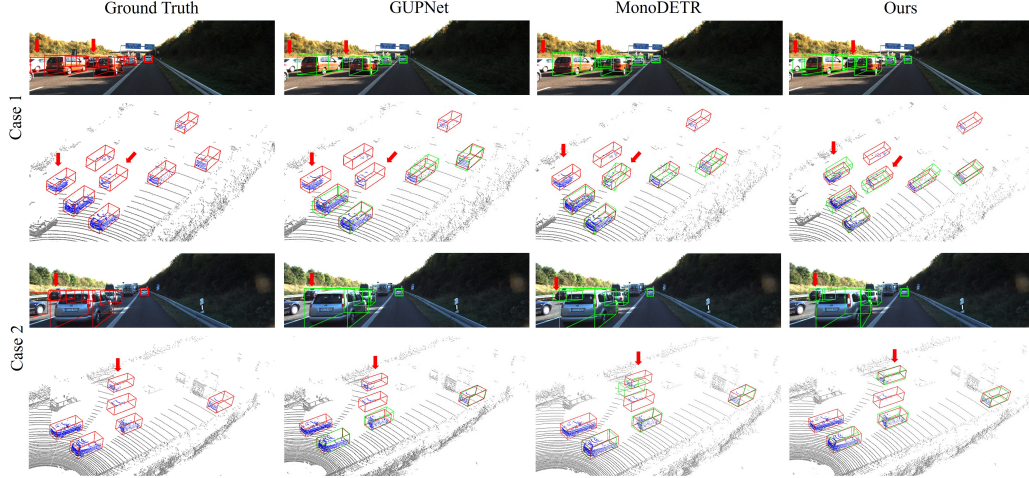 Ground Truth
GUPNet
MonoDETR
Ours
Case 1
Case 2